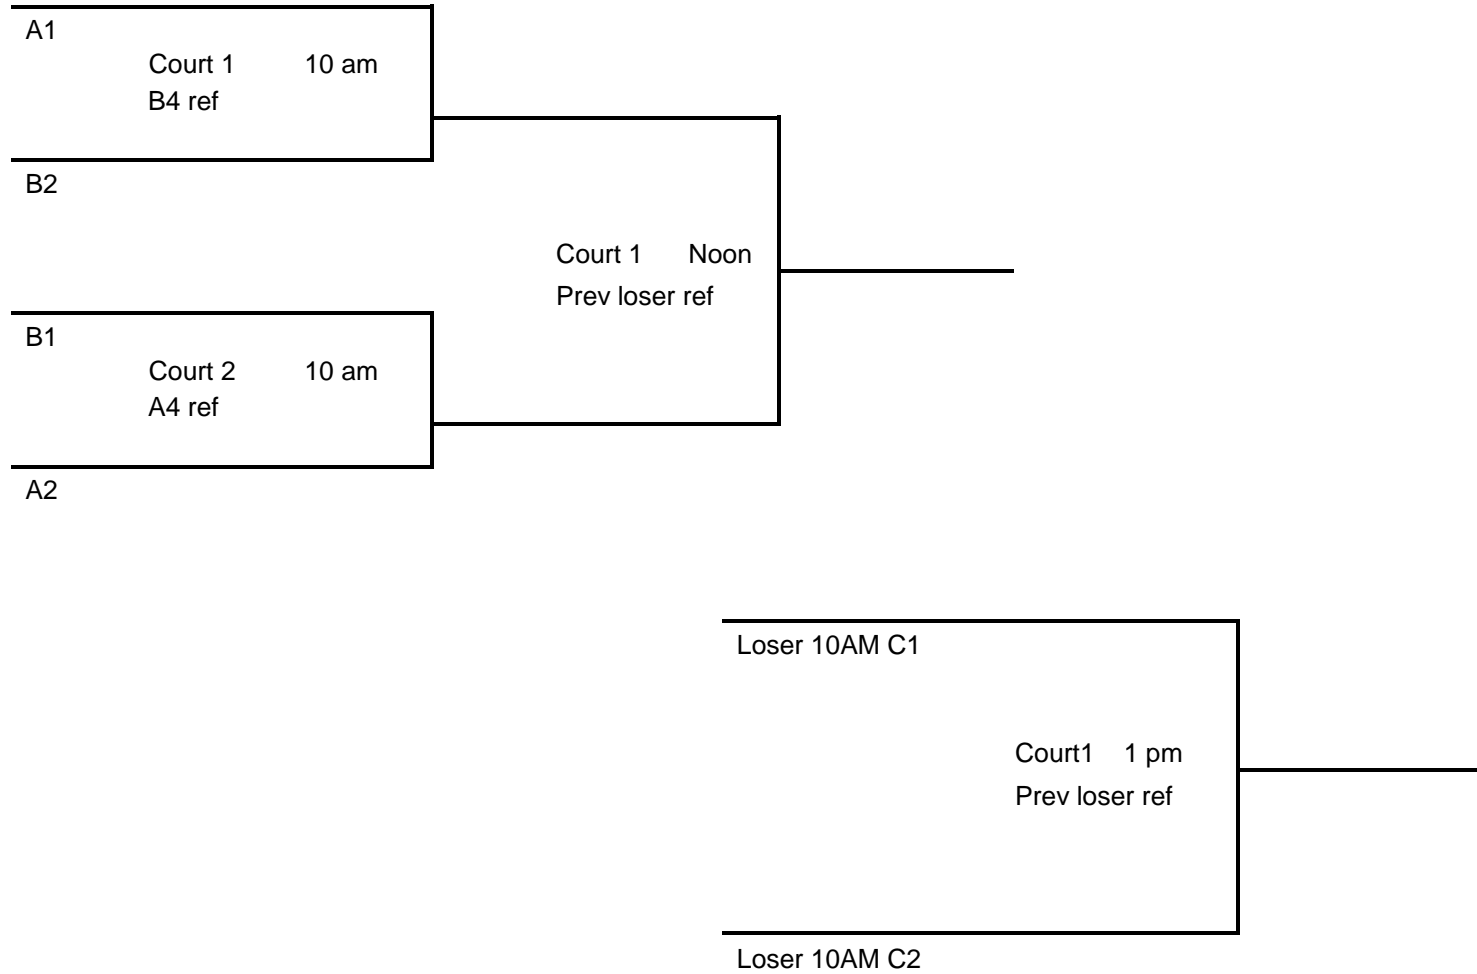 A1
Court 1 10 am
B4 ref
B2
Court 1 Noon
Prev loser ref
B1
Court 2 10 am
A4 ref
A2
Loser 10AM C1
Court1 1 pm
Prev loser ref
Loser 10AM C2